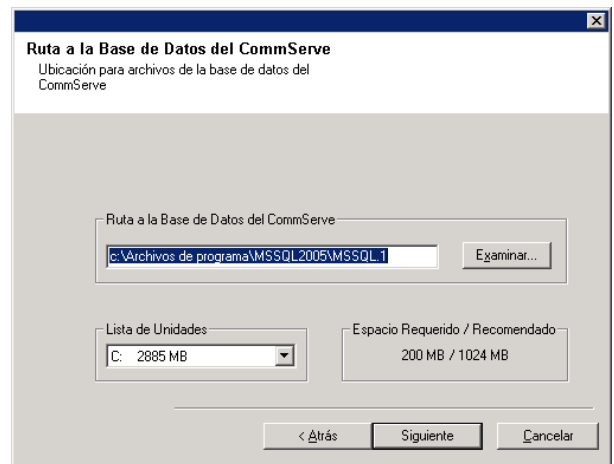 Ruta a la Base de Datos del CommServe
Ubicación para archivos de la base de datos del
CommServe
Ruta a la Base de Datos del CommServe
c:\Archivos de programa\MSSQL2005\MSSQL.1
Examinar...
Lista de Unidades
C: 2885 MB
Espacio Requerido / Recomendado
200 MB / 1024 MB
< Atrás
Siguiente
Cancelar